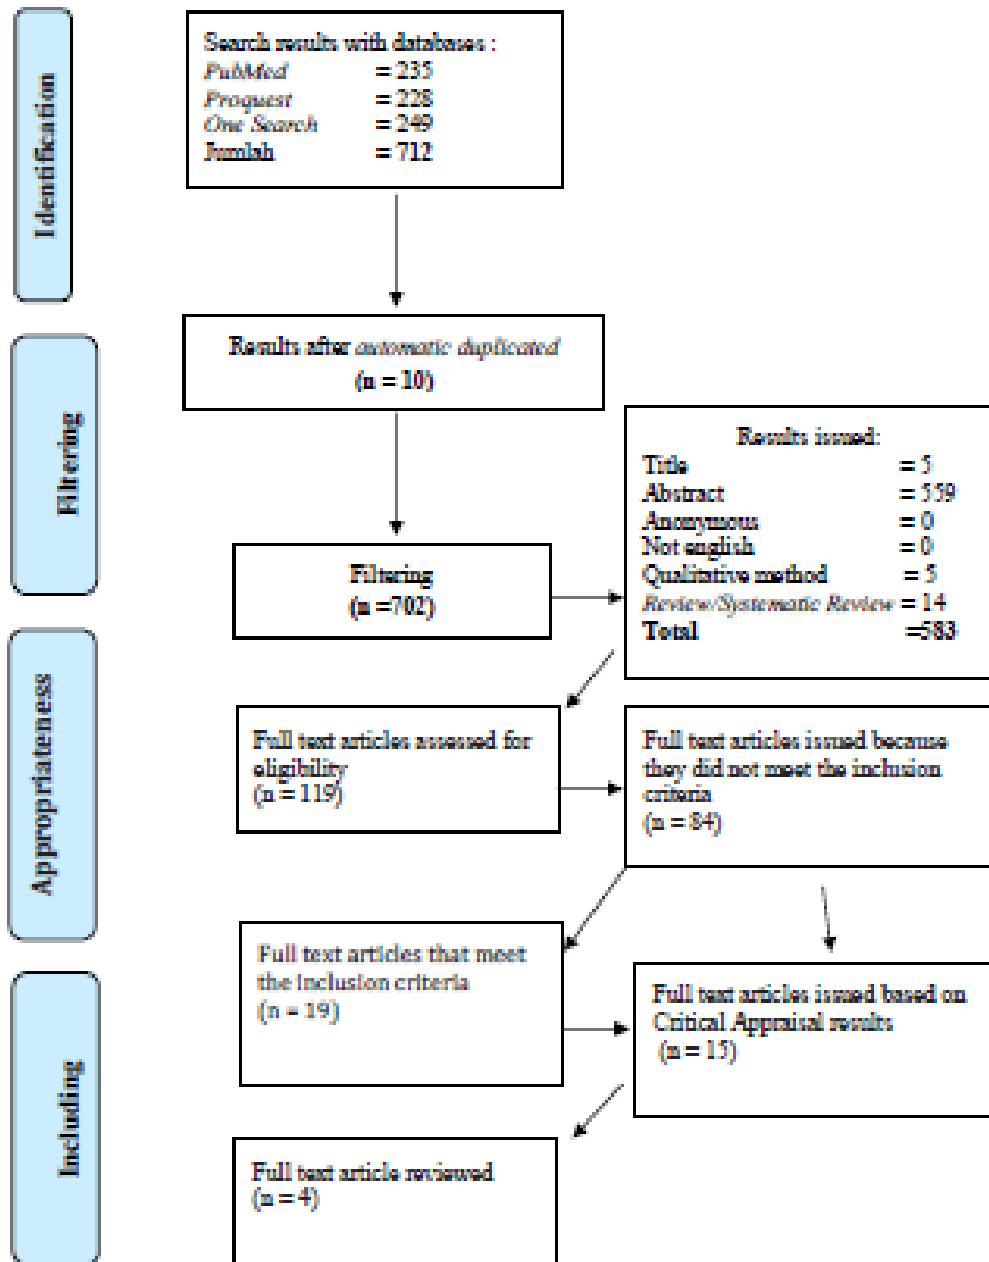 Identification
Search results with databases :
PubMed = 235
Proquest = 228
One Search = 249
Jumlah = 712
Filtering
Results after automatic duplicated
(n = 10)
Filtering
(n =702)
Results issued:
Title = 5
Abstract = 559
Anonymous = 0
Not english = 0
Qualitative method = 5
Review/Systematic Review = 14
Total =583
Appropriateness
Full text articles assessed for
eligibility
(n = 119)
Full text articles issued because
they did not meet the inclusion
criteria
(n = 84)
Including
Full text articles that meet
the inclusion criteria
(n = 19)
Full text articles issued based on
Critical Appraisal results
(n = 15)
Full text article reviewed
(n = 4)